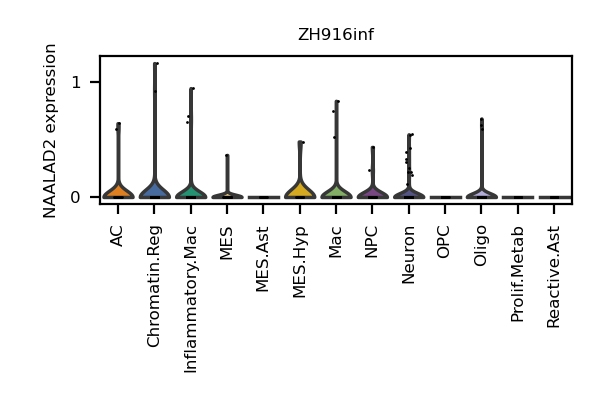 ZH916inf
NAALAD2 expression
1
0
AC
Chromatin.Reg
Inflammatory.Mac
MES
MES.Ast
MES.Hyp
Mac
NPC
Neuron
OPC
Oligo
Prolif.Metab
Reactive.Ast